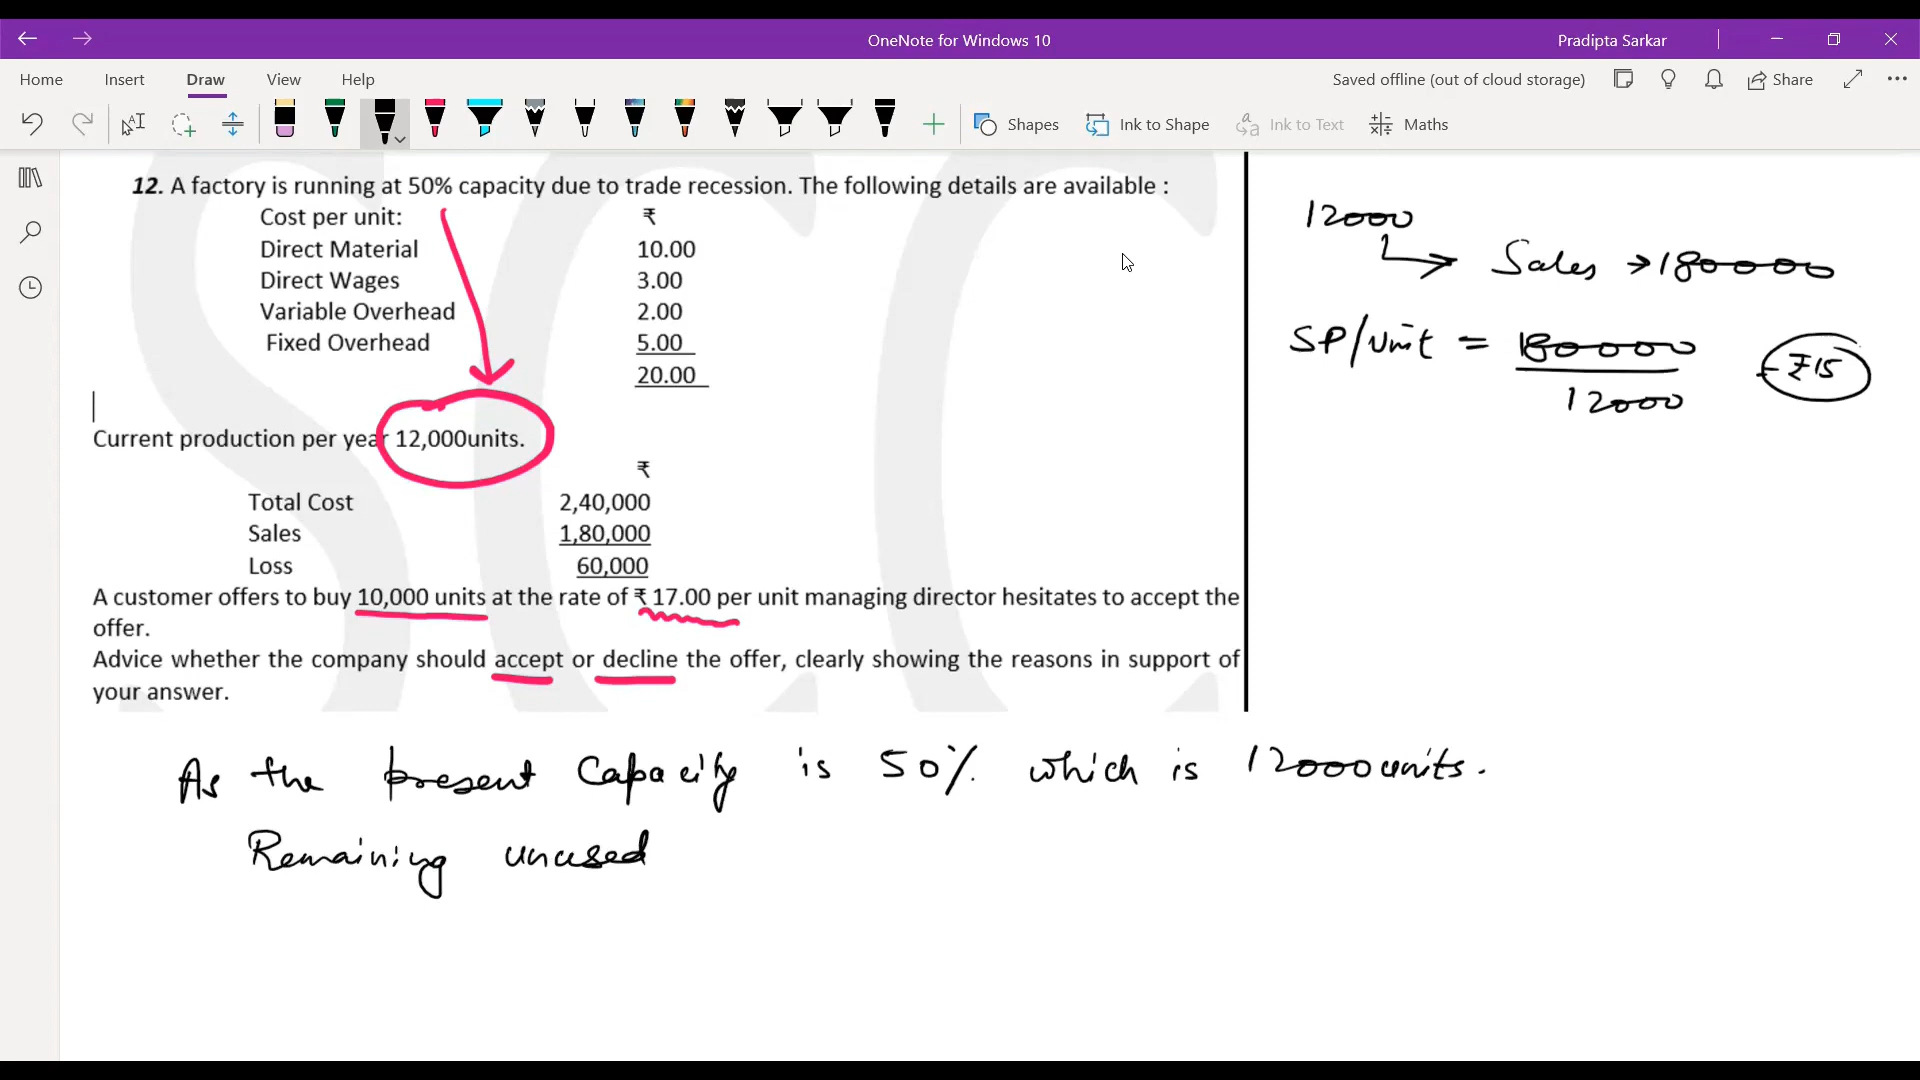 OneNote for Windows 10
Pradipta Sarkar
Home Insert Draw View Help
Saved offline (out of cloud storage)
Share
Shapes Ink to Shape Ink to Text Maths
12. A factory is running at 50% capacity due to trade recession. The following details are available :
Cost per unit: ₹
Direct Material 10.00
Direct Wages 3.00
Variable Overhead 2.00
Fixed Overhead 5.00
20.00
Current production per year 12,000units.
₹
Total Cost 2,40,000
Sales 1,80,000
Loss 60,000
A customer offers to buy 10,000 units at the rate of ₹ 17.00 per unit managing director hesitates to accept the
offer.
Advice whether the company should accept or decline the offer, clearly showing the reasons in support of
your answer.
12000
Sales → 180000
SP/Unit = 180000
12000
= ₹15
As the present Capacity is 50% which is 12000 units.
Remaining unused